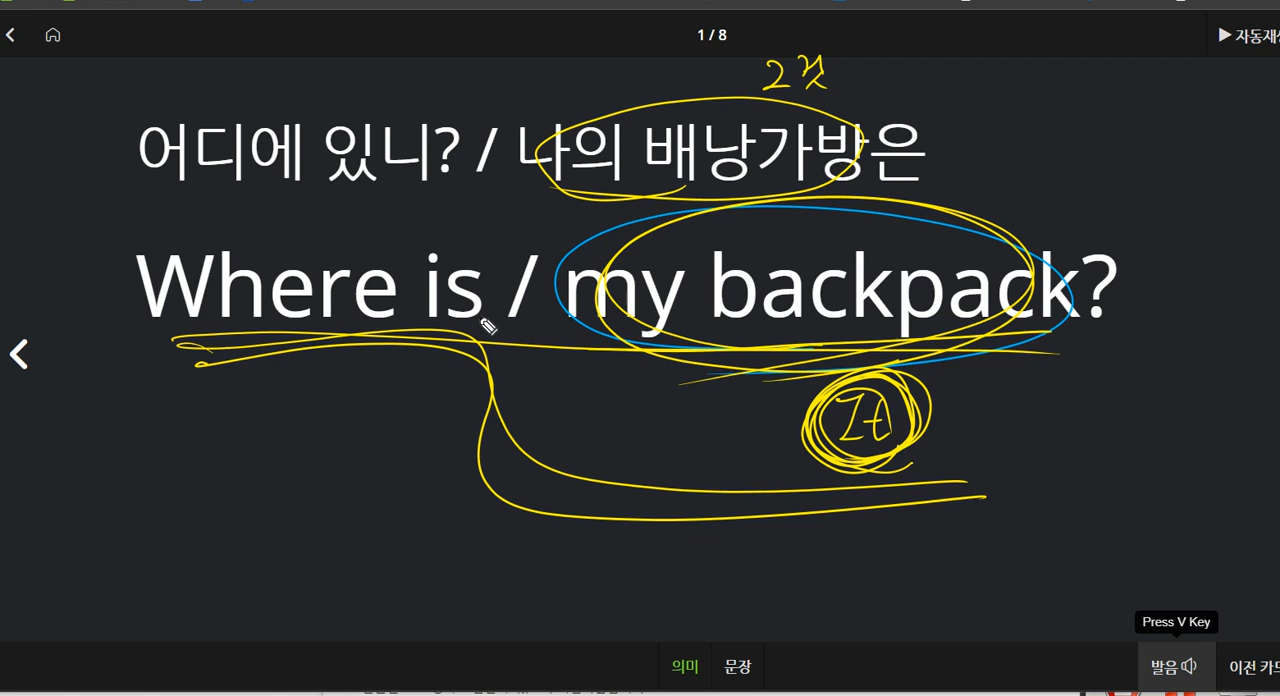 1 / 8
▶ 자동재생
2 것
어디에 있니? / 나의 배낭가방은
Where is / my backpack?
It
Press V Key
의미
문장
발음
이전 카드